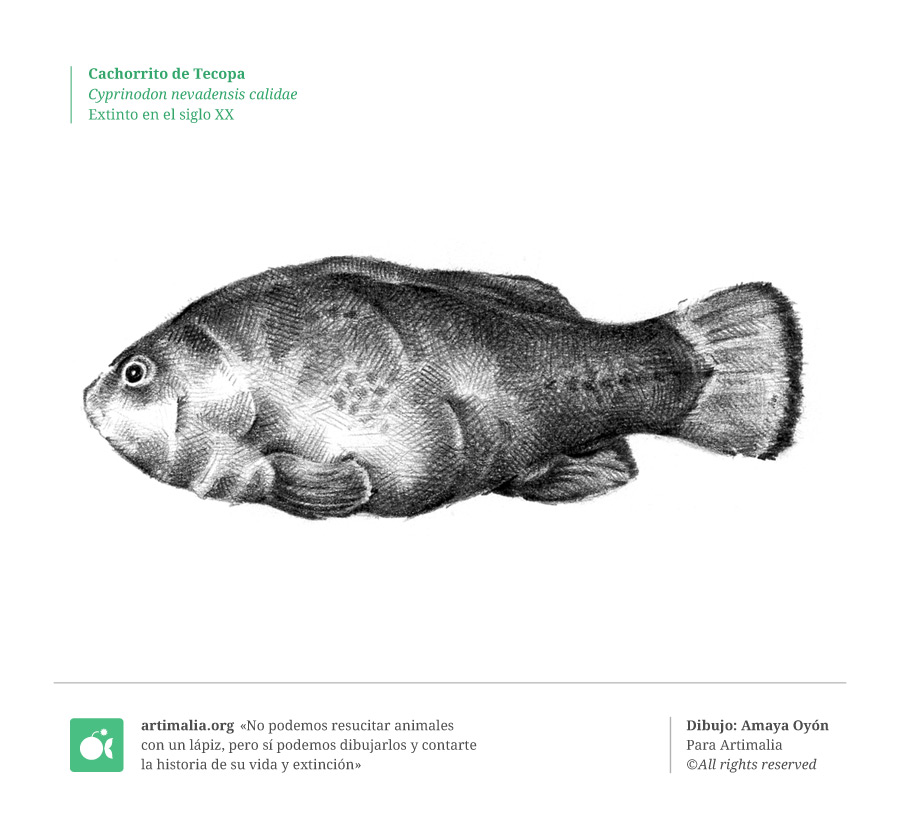 Cachorrito de Tecopa
Cyprinodon nevadensis calidae
Extinto en el siglo XX
artimalia.org «No podemos resucitar animales
con un lápiz, pero sí podemos dibujarlos y contarte
la historia de su vida y extinción»
Dibujo: Amaya Oyón
Para Artimalia
©All rights reserved